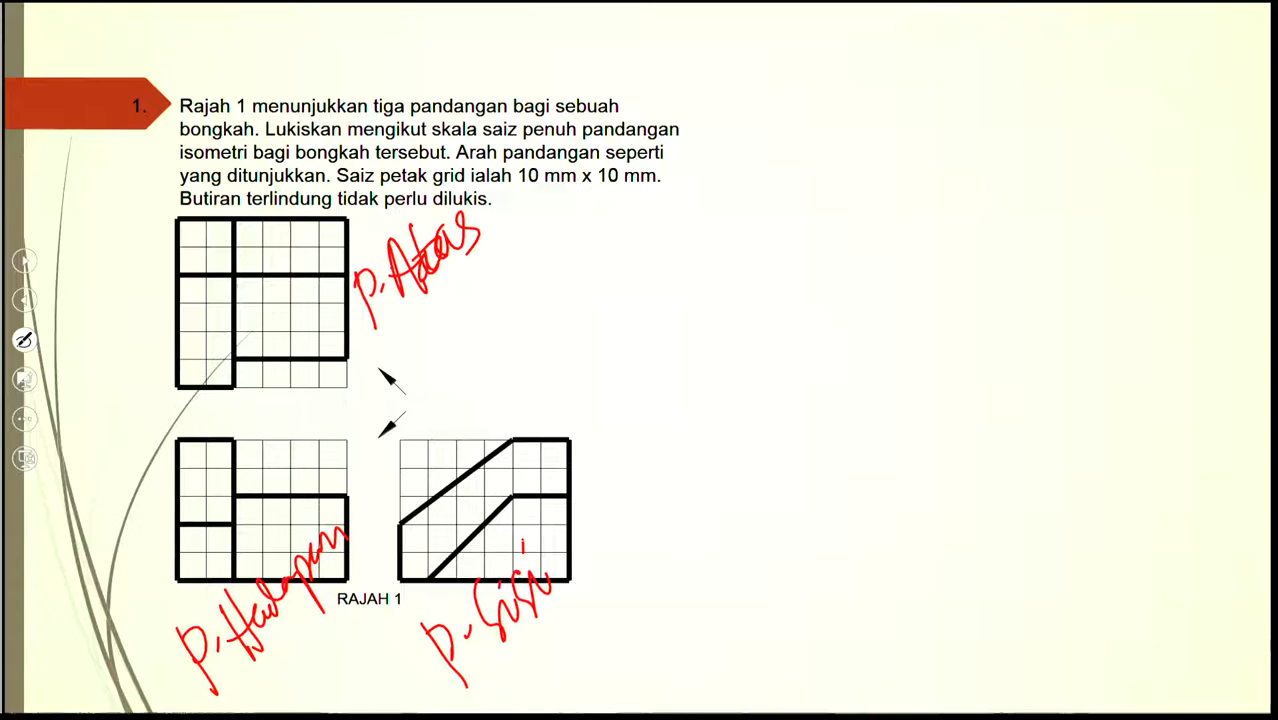 1. Rajah 1 menunjukkan tiga pandangan bagi sebuah
bongkah. Lukiskan mengikut skala saiz penuh pandangan
isometri bagi bongkah tersebut. Arah pandangan seperti
yang ditunjukkan. Saiz petak grid ialah 10 mm x 10 mm.
Butiran terlindung tidak perlu dilukis.
P. Atas
RAJAH 1
P. Hadapan
P. Sisi